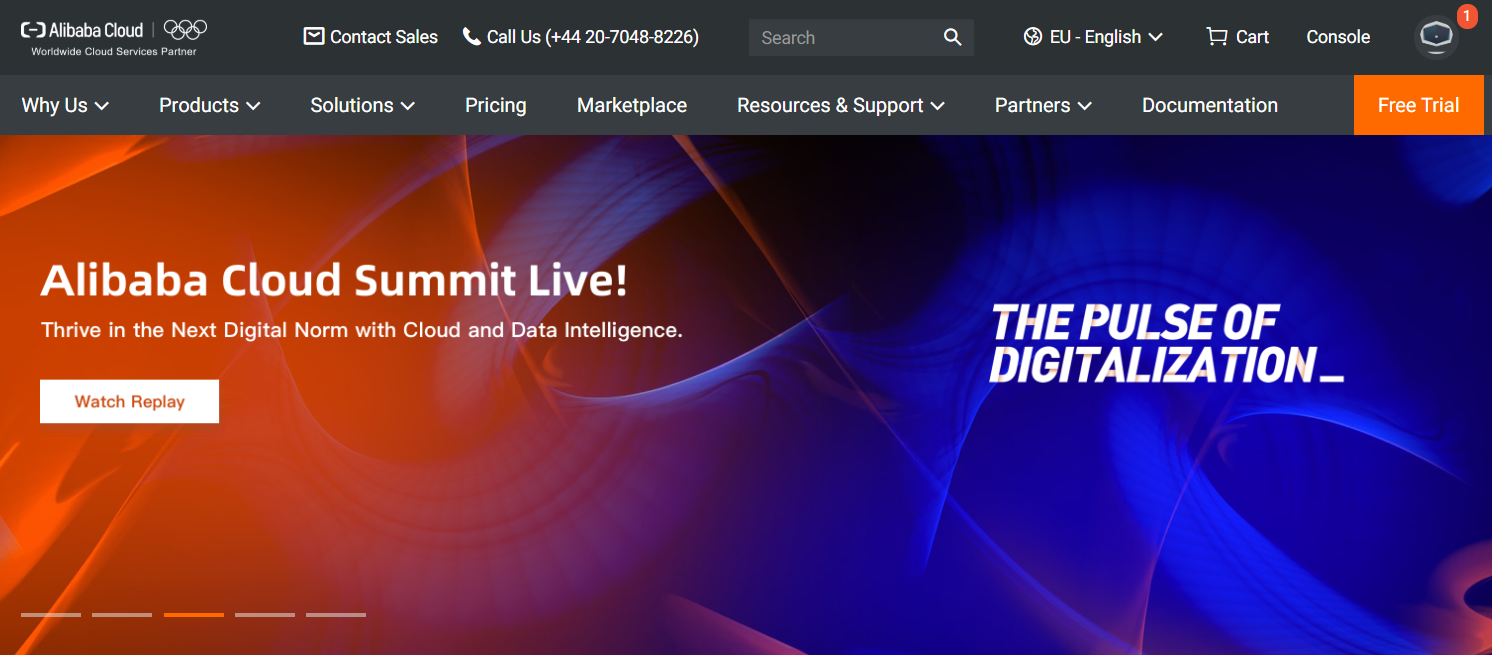 Alibaba Cloud
Worldwide Cloud Services Partner
Contact Sales
Call Us (+44 20-7048-8226)
Search
EU - English
Cart
Console
1
Why Us
Products
Solutions
Pricing
Marketplace
Resources & Support
Partners
Documentation
Free Trial
Alibaba Cloud Summit Live!
Thrive in the Next Digital Norm with Cloud and Data Intelligence.
Watch Replay
THE PULSE OF
DIGITALIZATION_